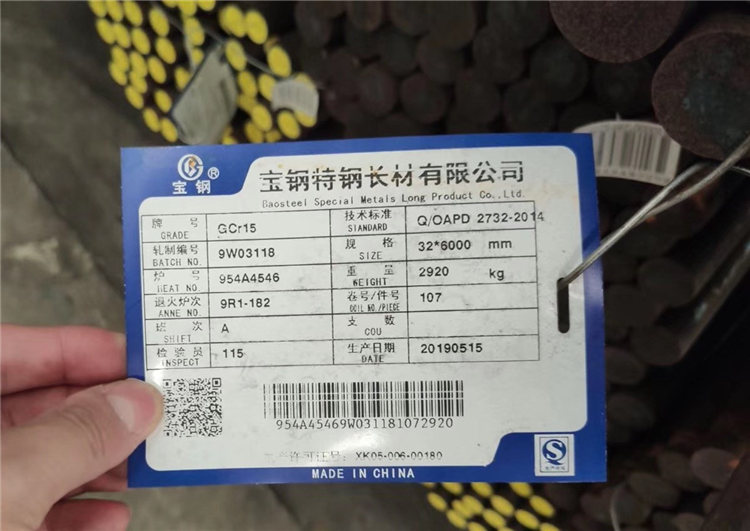 宝钢®
宝钢特钢长材有限公司
Baosteel Special Metals Long Product Co.,Ltd.
牌号 GRADE GCr15 技术标准 STANDARD Q/OAPD 2732-2014
轧制编号 BATCH NO. 9W03118 规格 SIZE 32*6000 mm
炉号 HEAT NO. 954A4546 重量 WEIGHT 2920 kg
退火炉次 ANNE NO. 9R1-182 卷号/件号 COIL NO./PIECE 107
班次 SHIFT A 支数 COU
检验员 INSPECT 115 生产日期 DATE 20190515
954A45469W031181072920
生产许可证号: XK05-006-00180
MADE IN CHINA